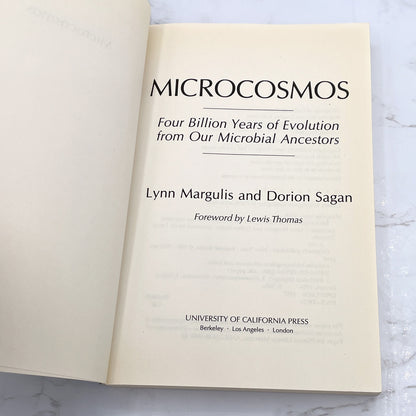 MICROCOSMOS
Four Billion Years of Evolution
from Our Microbial Ancestors
Lynn Margulis and Dorion Sagan
Foreword by Lewis Thomas
UNIVERSITY OF CALIFORNIA PRESS
Berkeley · Los Angeles · London